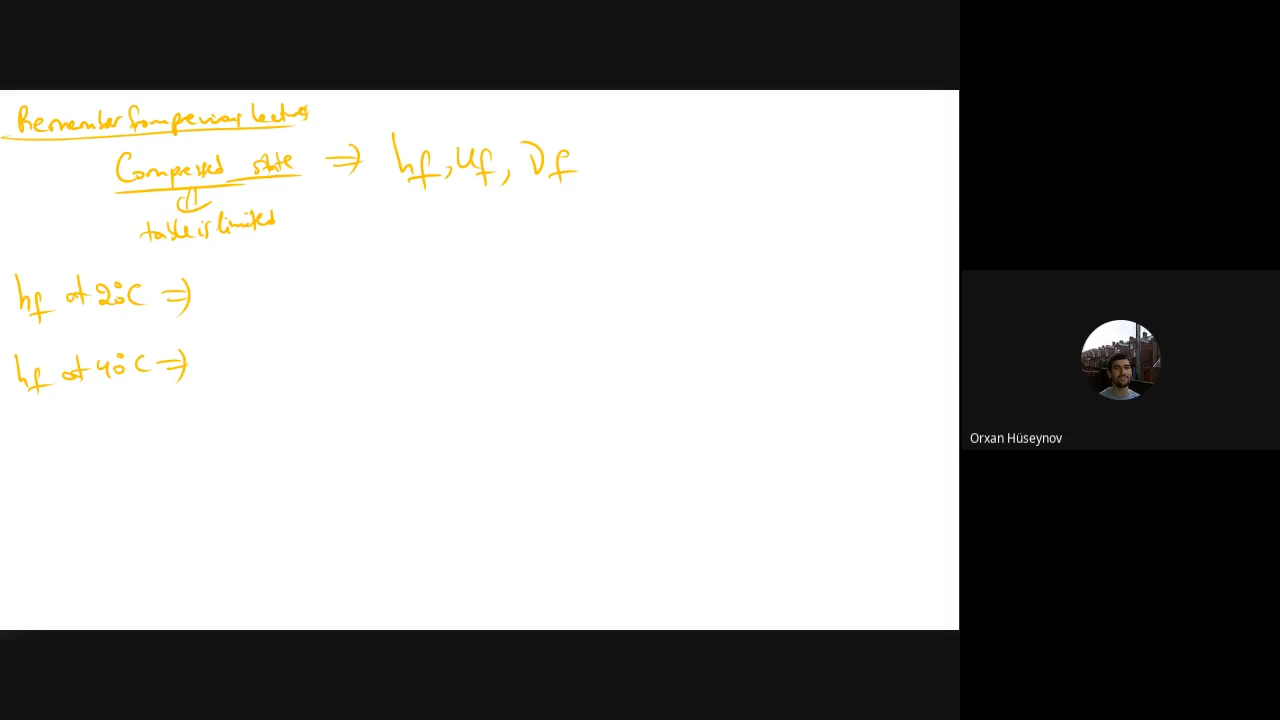 Remember from previous lectures
Compressed state ⇒ hf, uf, υf
⇓
table is limited
hf at 20°C ⇒
hf at 40°C ⇒
Orxan Hüseynov